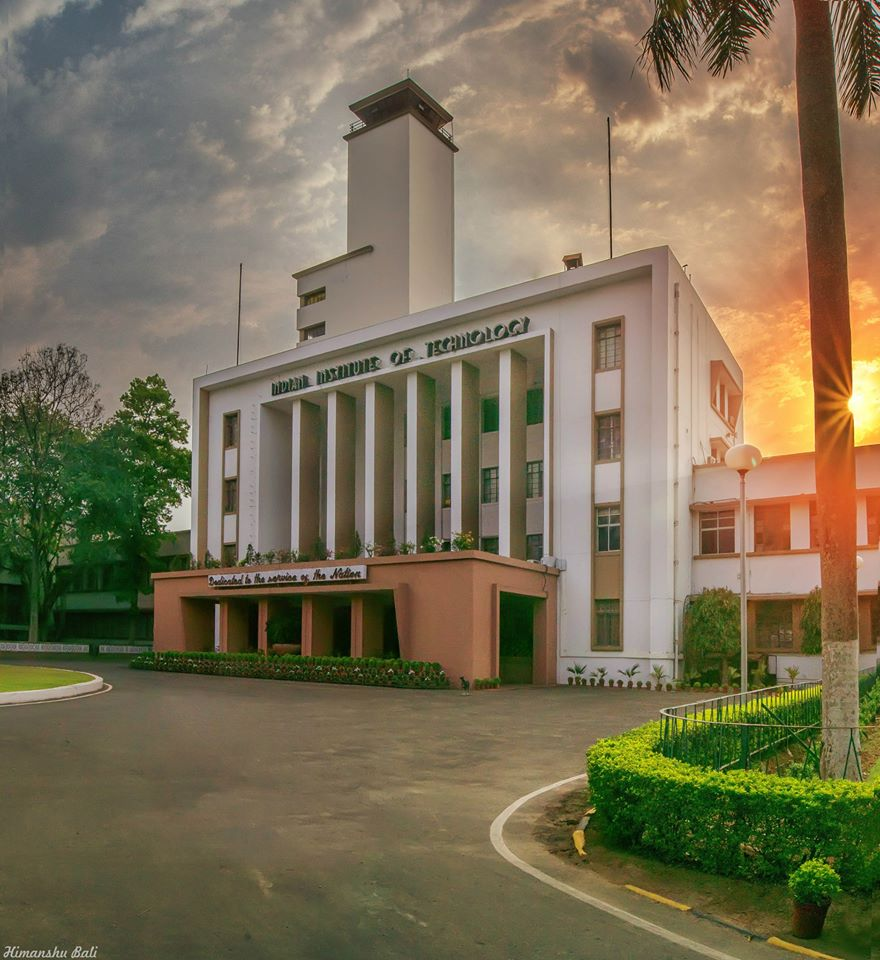 INDIAN INSTITUTE OF TECHNOLOGY
Dedicated to the service of the Nation
Himanshu Bali